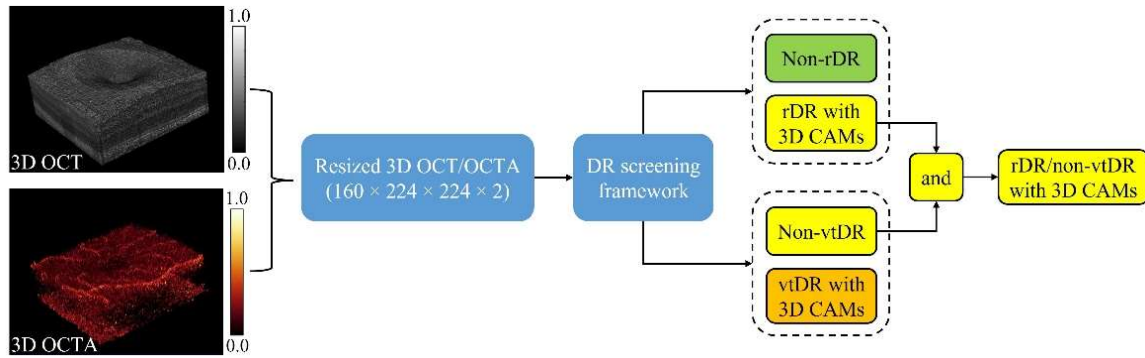 1.0
0.0
3D OCT
1.0
0.0
3D OCTA
Resized 3D OCT/OCTA
(160 × 224 × 224 × 2)
DR screening
framework
Non-rDR
rDR with
3D CAMs
Non-vtDR
vtDR with
3D CAMs
and
rDR/non-vtDR
with 3D CAMs